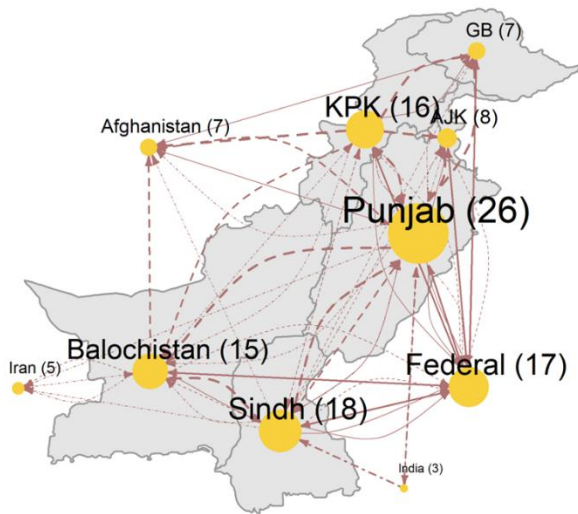 GB (7)
KPK (16)
AJK (8)
Afghanistan (7)
Punjab (26)
Balochistan (15)
Iran (5)
Federal (17)
Sindh (18)
India (3)